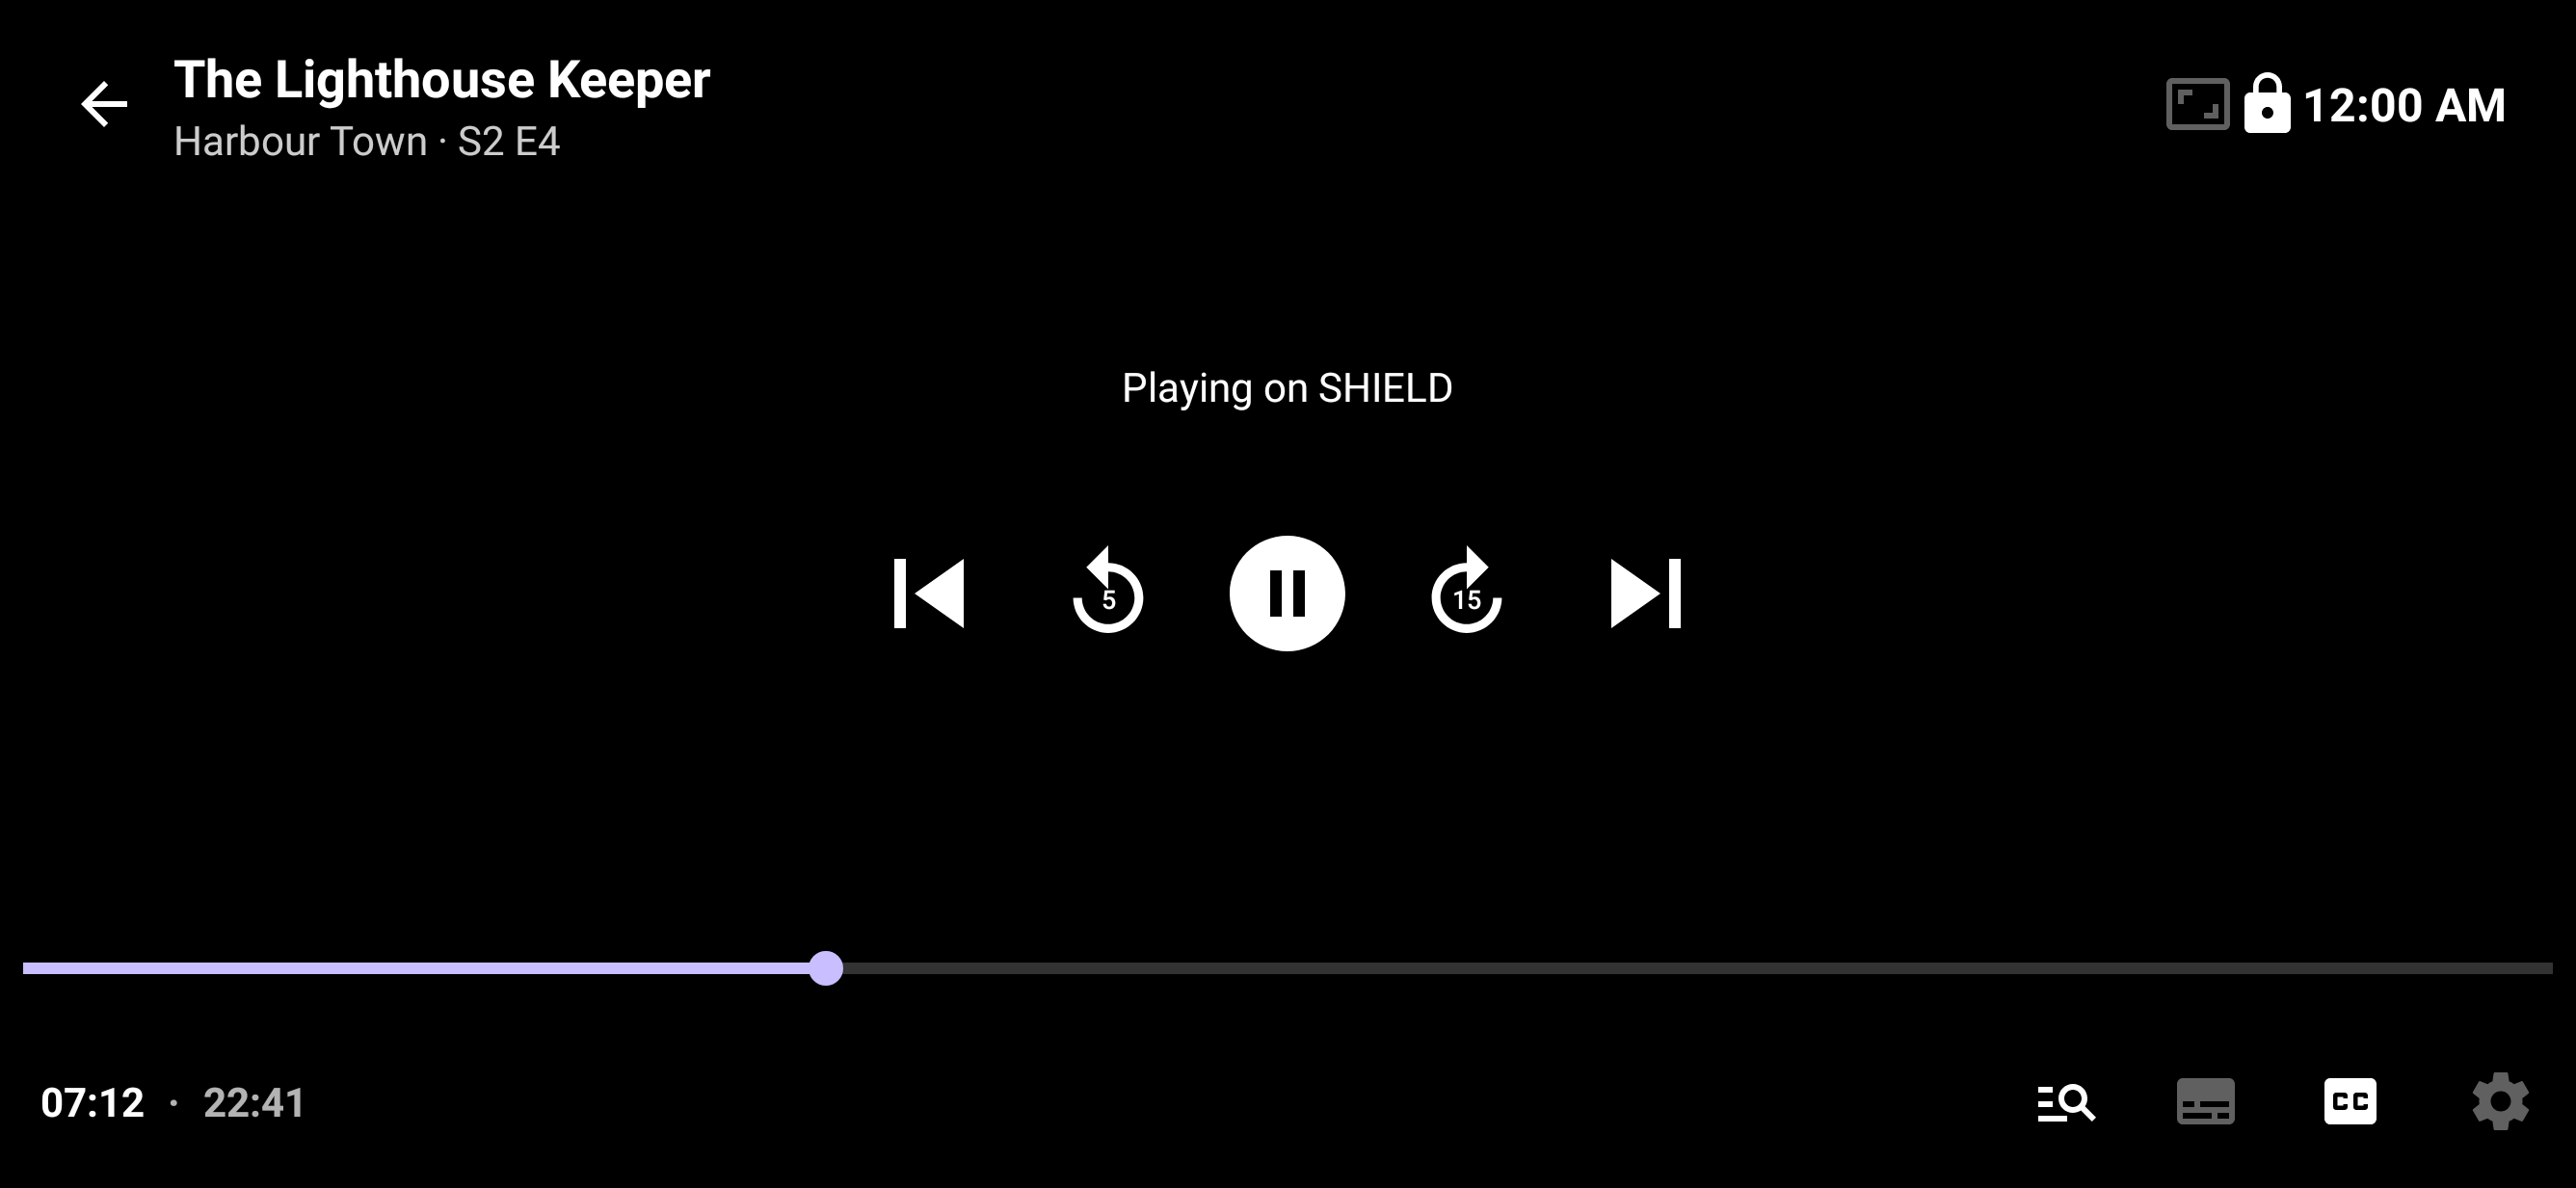 The Lighthouse Keeper
Harbour Town · S2 E4
12:00 AM
Playing on SHIELD
5
15
07:12 · 22:41
CC